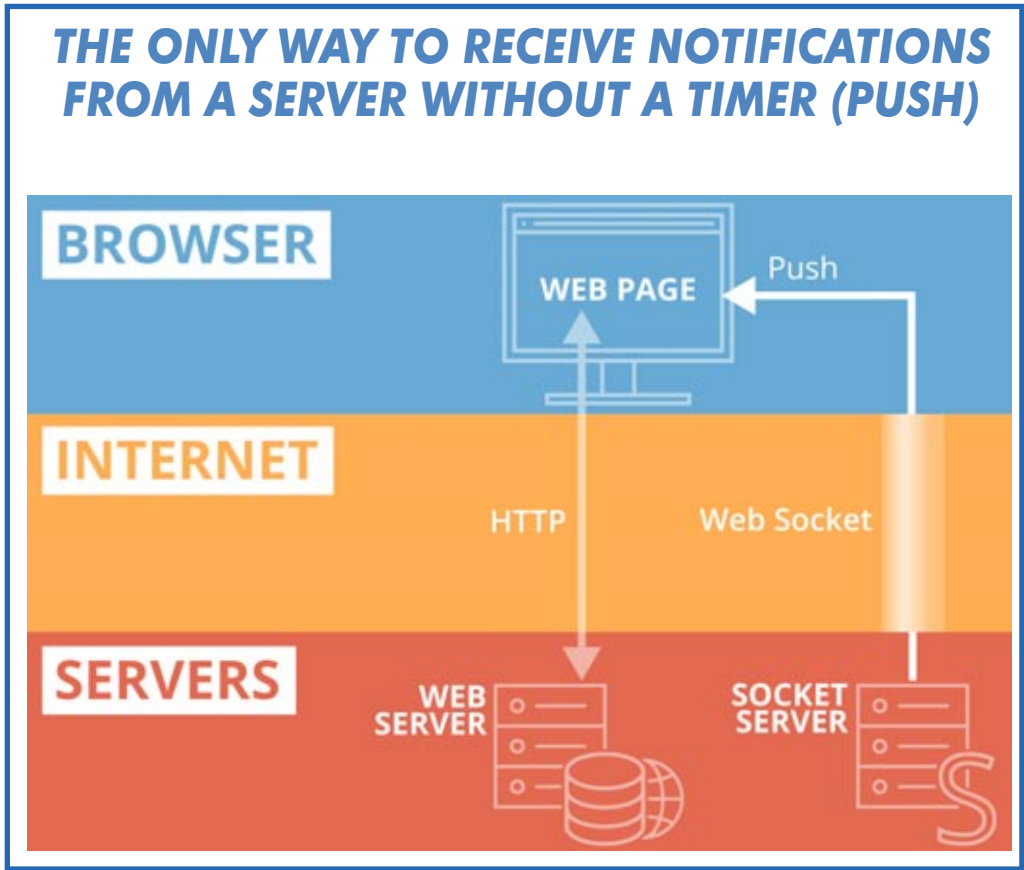 THE ONLY WAY TO RECEIVE NOTIFICATIONS
FROM A SERVER WITHOUT A TIMER (PUSH)
BROWSER
WEB PAGE
Push
INTERNET
HTTP
Web Socket
SERVERS
WEB
SERVER
SOCKET
SERVER
S